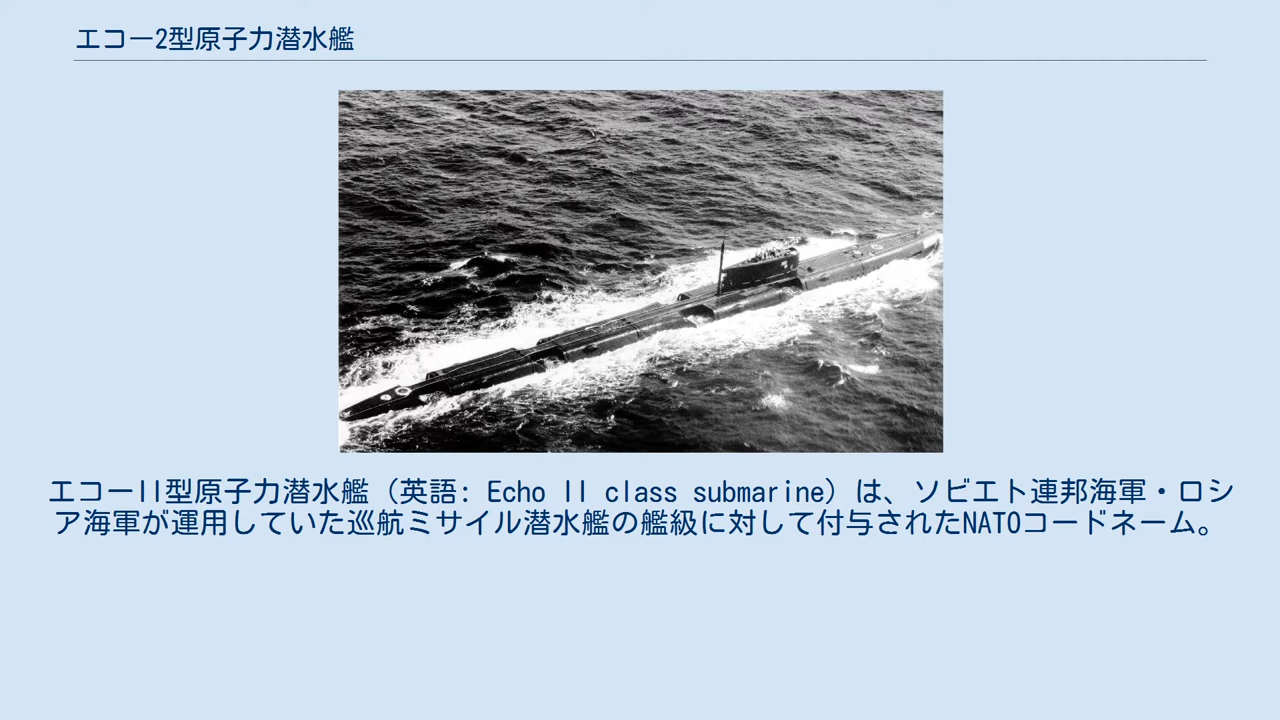 エコー2型原子力潜水艦
エコーII型原子力潜水艦（英語: Echo II class submarine）は、ソビエト連邦海軍・ロシ
ア海軍が運用していた巡航ミサイル潜水艦の艦級に対して付与されたNATOコードネーム。